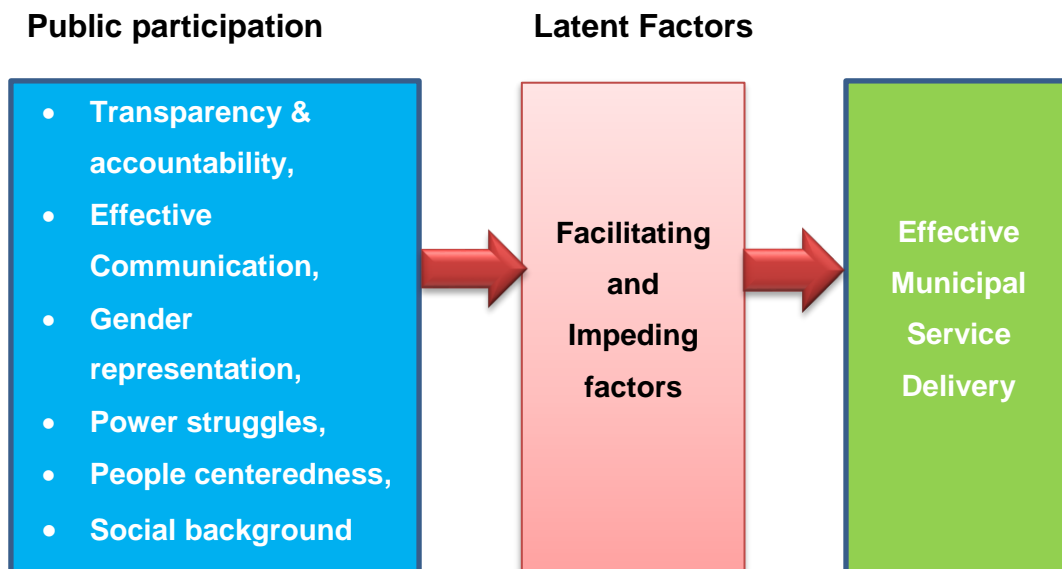 Public participation
Latent Factors
• Transparency &
accountability,
• Effective
Communication,
• Gender
representation,
• Power struggles,
• People centeredness,
• Social background
Facilitating
and
Impeding
factors
Effective
Municipal
Service
Delivery